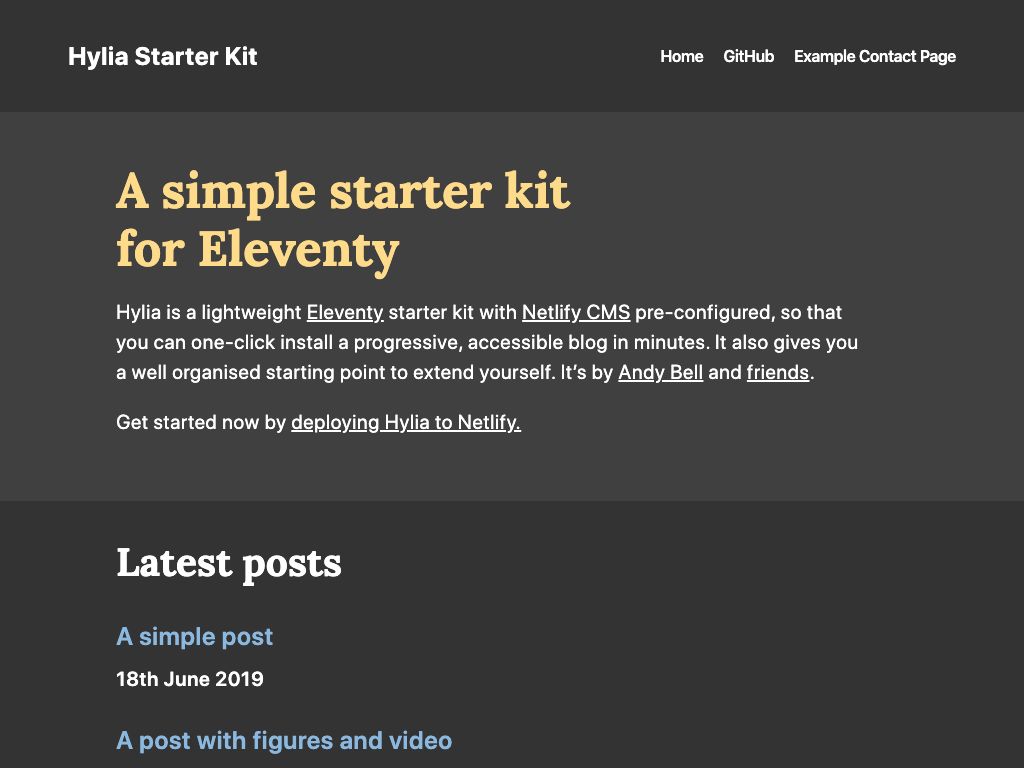 Hylia Starter Kit
Home GitHub Example Contact Page
A simple starter kit
for Eleventy
Hylia is a lightweight Eleventy starter kit with Netlify CMS pre-configured, so that
you can one-click install a progressive, accessible blog in minutes. It also gives you
a well organised starting point to extend yourself. It’s by Andy Bell and friends.
Get started now by deploying Hylia to Netlify.
Latest posts
A simple post
18th June 2019
A post with figures and video